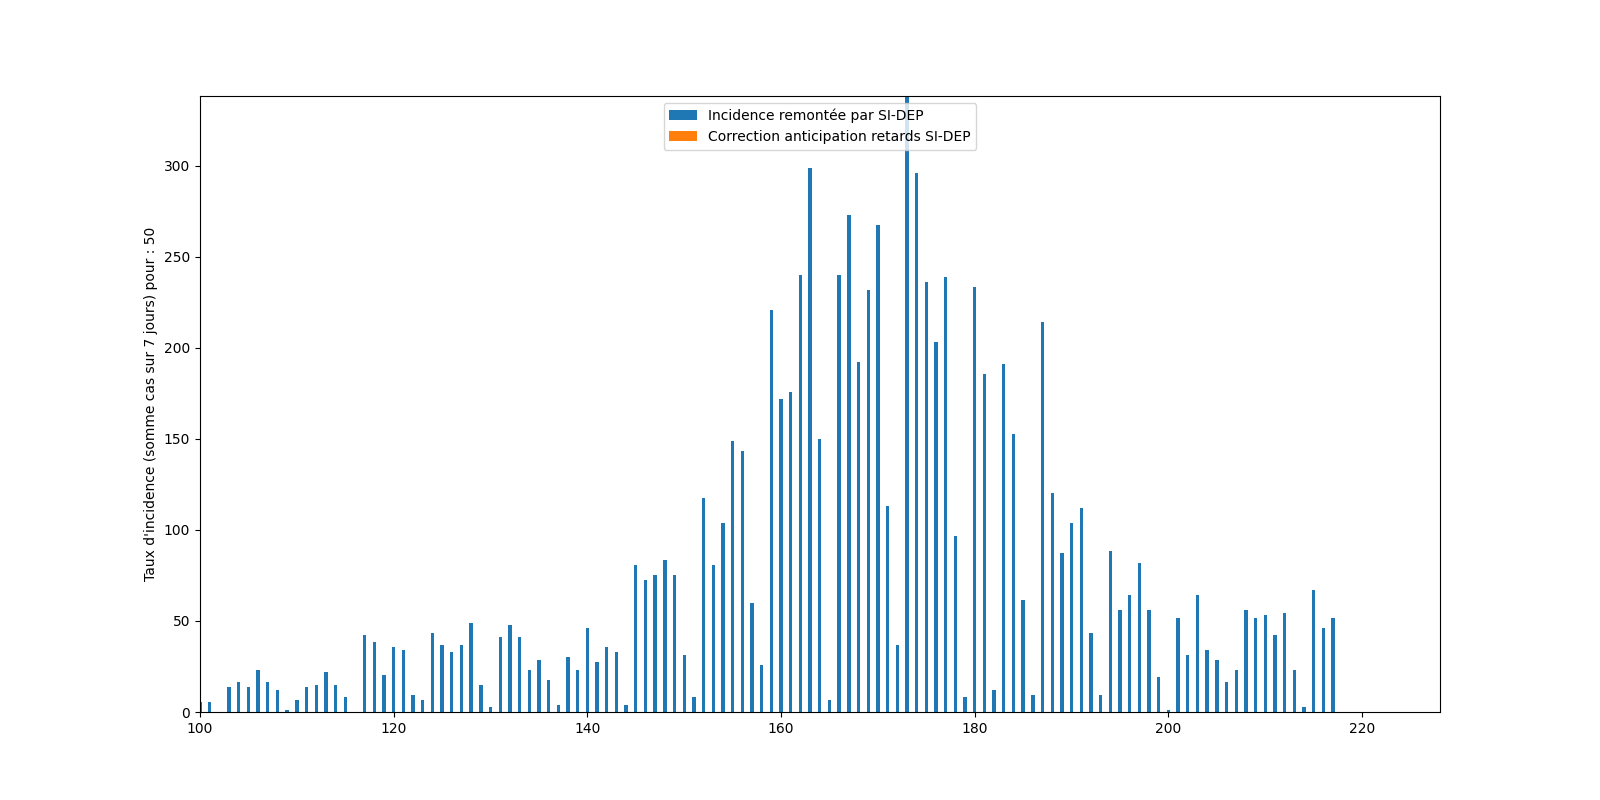 Incidence remontée par SI-DEP
Correction anticipation retards SI-DEP
Taux d'incidence (somme cas sur 7 jours) pour : 50
300
250
200
150
100
50
0
100 120 140 160 180 200 220